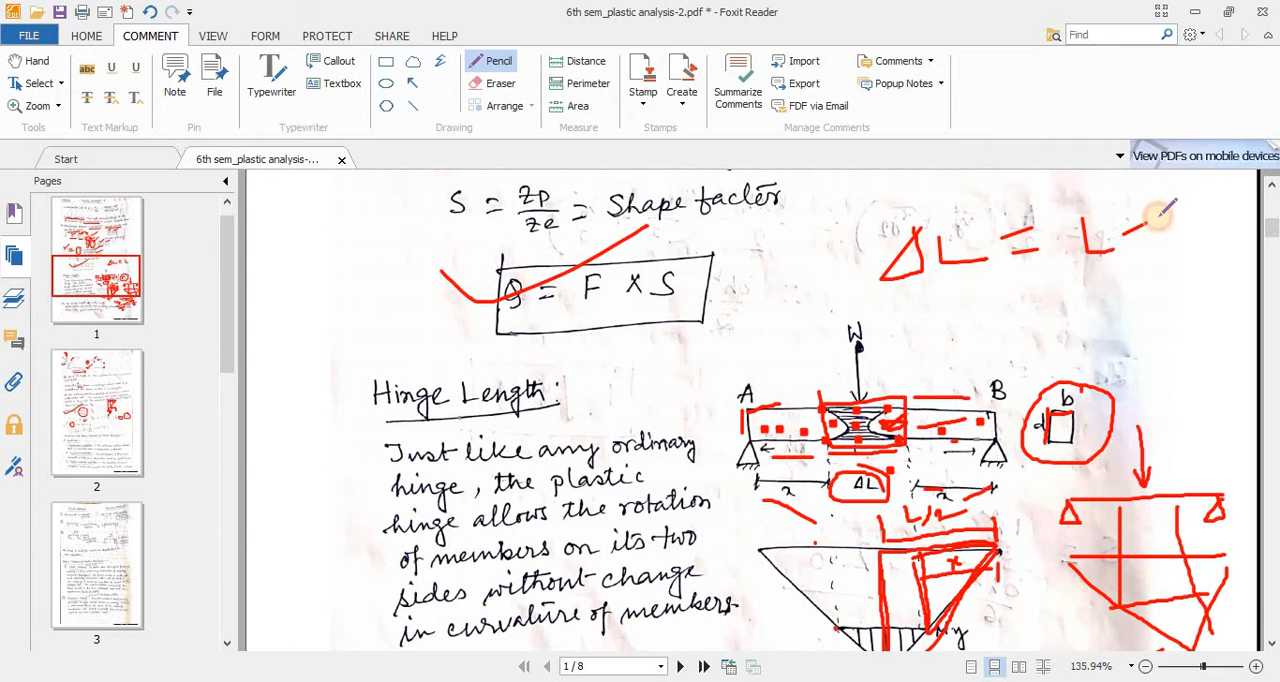 6th sem_plastic analysis-2.pdf * - Foxit Reader
FILE HOME COMMENT VIEW FORM PROTECT SHARE HELP
Find
Hand
Select
Zoom
Tools
abc U U
T T T
Text Markup
Note
File
Pin
Typewriter
Callout
Textbox
Typewriter
Pencil
Eraser
Arrange
Drawing
Distance
Perimeter
Area
Measure
Stamp
Create
Stamps
Summarize Comments
Import
Export
FDF via Email
Comments
Popup Notes
Manage Comments
Start
6th sem_plastic analysis-...
View PDFs on mobile devices
Pages
1
2
3
S = Zp/Ze = Shape factor
Q = F × S
ΔL = L -
Hinge Length:
Just like any ordinary
hinge, the plastic
hinge allows the rotation
of members on its two
sides without change
in curvature of members
W
A
B
b
d
x
ΔL
x
L/2
x
My
1 / 8
135.94%